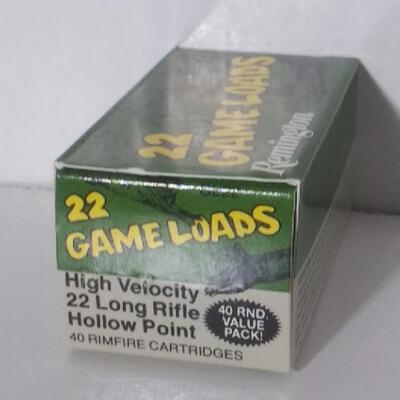 22
GAME LOADS
Remington
22
GAME LOADS
High Velocity
22 Long Rifle
Hollow Point
40 RIMFIRE CARTRIDGES
40 RND.
VALUE
PACK!